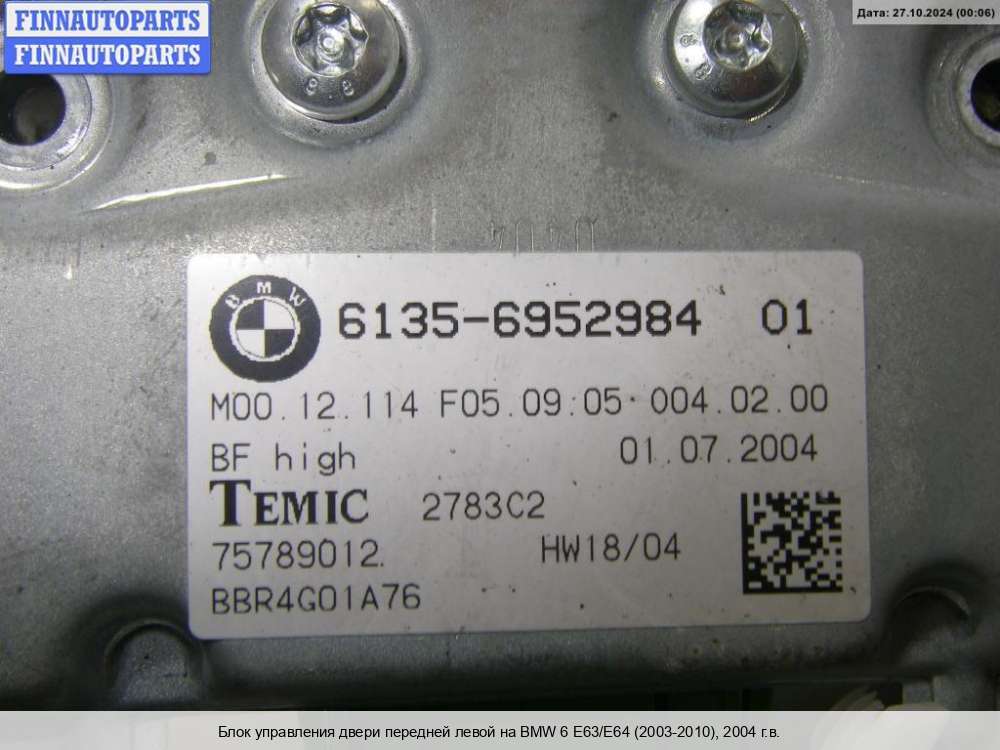 FINNAUTOPARTS
FINNAUTOPARTS
Дата: 27.10.2024 (00:06)
8 8
BMW
6135-6952984 01
M00.12.114 F05.09.05 004.02.00
BF high 01.07.2004
TEMIC 2783C2
75789012. HW18/04
BBR4G01A76
Блок управления двери передней левой на BMW 6 E63/E64 (2003-2010), 2004 г.в.